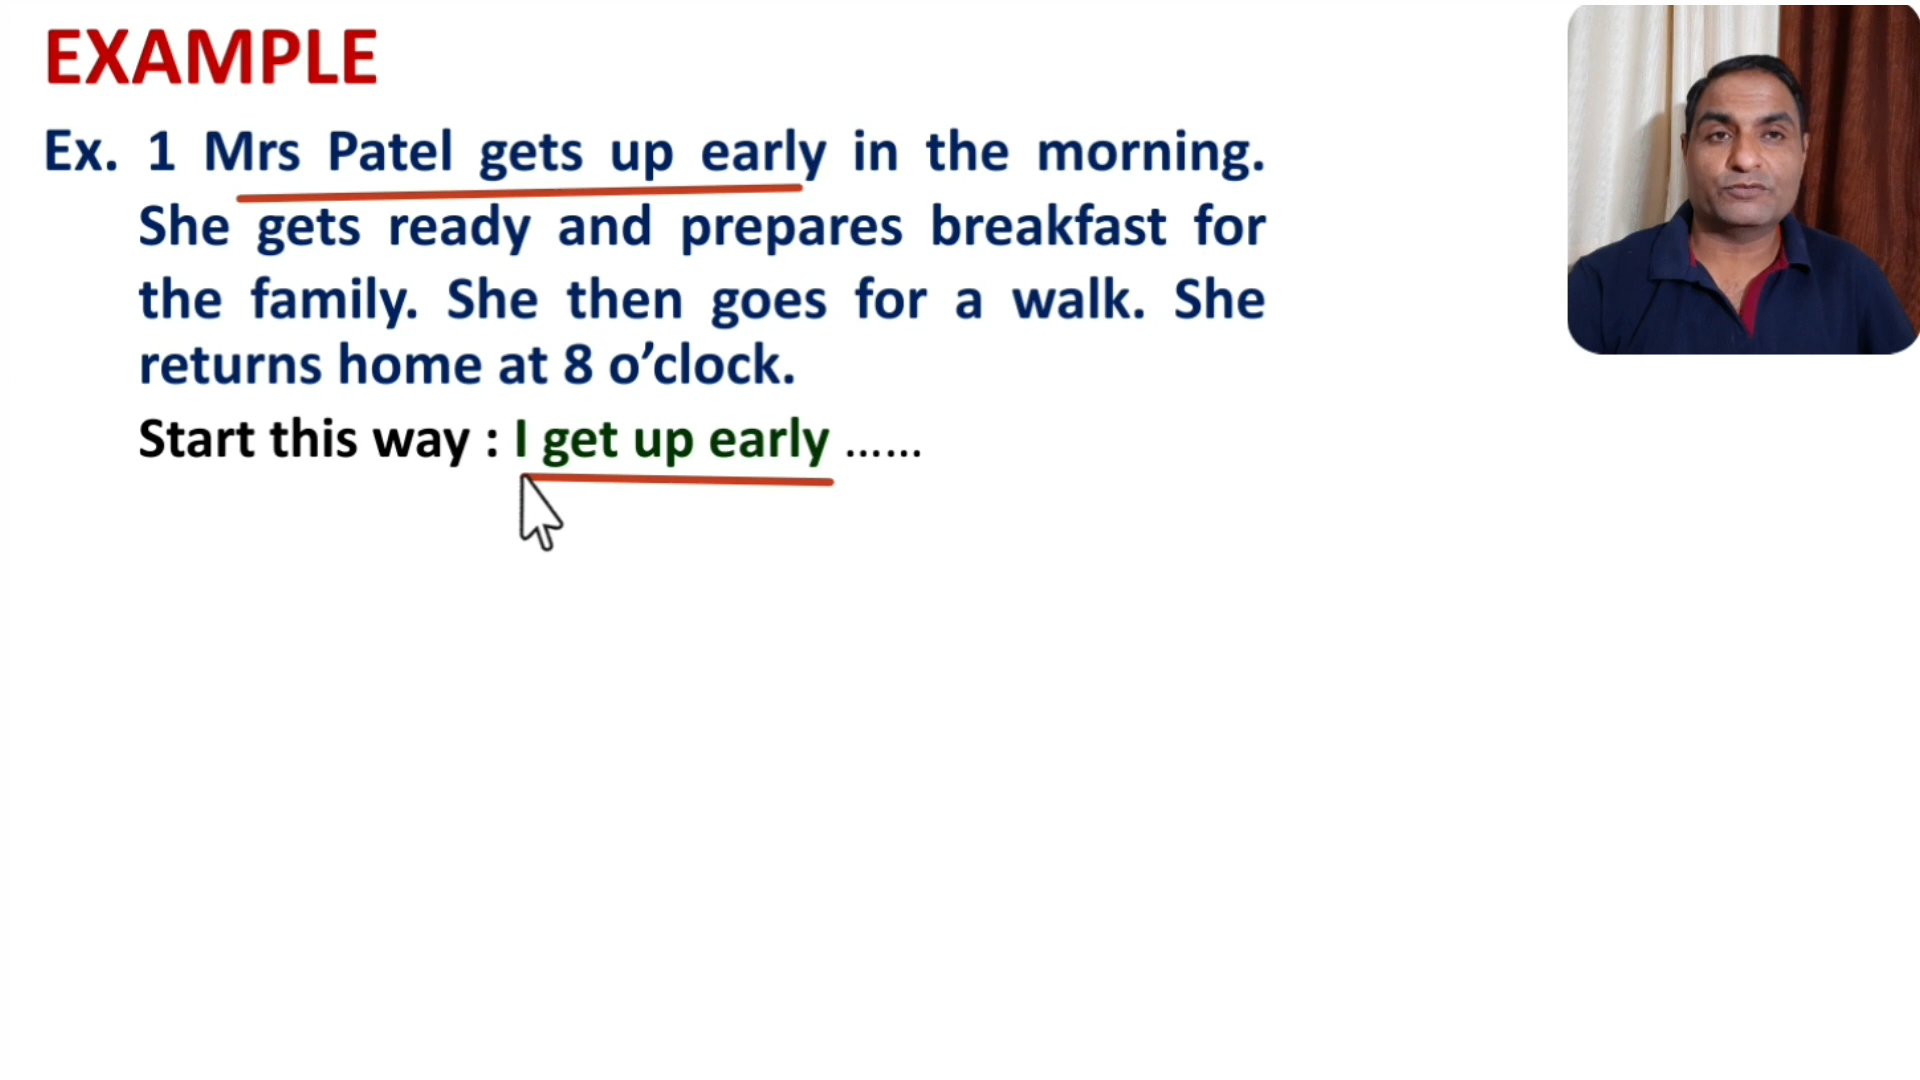 EXAMPLE
Ex. 1 Mrs Patel gets up early in the morning.
She gets ready and prepares breakfast for
the family. She then goes for a walk. She
returns home at 8 o’clock.
Start this way : I get up early ......